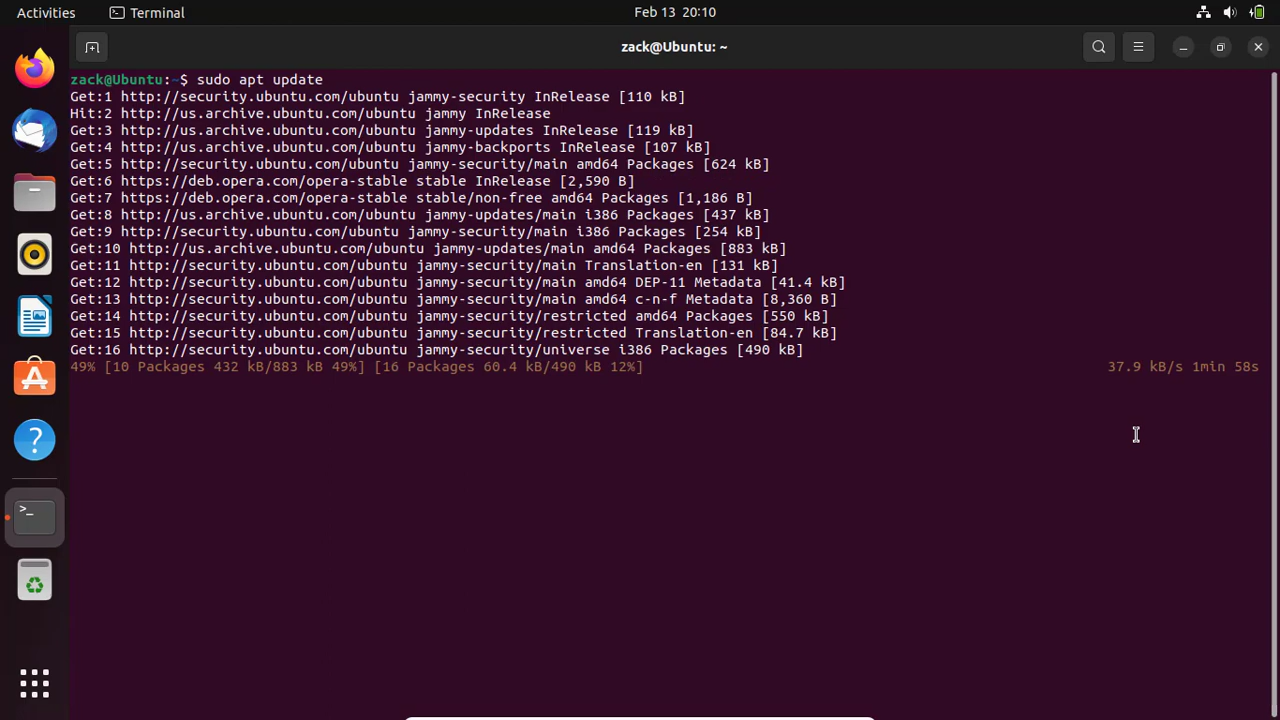 Activities Terminal Feb 13 20:10
zack@Ubuntu: ~
zack@Ubuntu:~$ sudo apt update
Get:1 http://security.ubuntu.com/ubuntu jammy-security InRelease [110 kB]
Hit:2 http://us.archive.ubuntu.com/ubuntu jammy InRelease
Get:3 http://us.archive.ubuntu.com/ubuntu jammy-updates InRelease [119 kB]
Get:4 http://us.archive.ubuntu.com/ubuntu jammy-backports InRelease [107 kB]
Get:5 http://security.ubuntu.com/ubuntu jammy-security/main amd64 Packages [624 kB]
Get:6 https://deb.opera.com/opera-stable stable InRelease [2,590 B]
Get:7 https://deb.opera.com/opera-stable stable/non-free amd64 Packages [1,186 B]
Get:8 http://us.archive.ubuntu.com/ubuntu jammy-updates/main i386 Packages [437 kB]
Get:9 http://security.ubuntu.com/ubuntu jammy-security/main i386 Packages [254 kB]
Get:10 http://us.archive.ubuntu.com/ubuntu jammy-updates/main amd64 Packages [883 kB]
Get:11 http://security.ubuntu.com/ubuntu jammy-security/main Translation-en [131 kB]
Get:12 http://security.ubuntu.com/ubuntu jammy-security/main amd64 DEP-11 Metadata [41.4 kB]
Get:13 http://security.ubuntu.com/ubuntu jammy-security/main amd64 c-n-f Metadata [8,360 B]
Get:14 http://security.ubuntu.com/ubuntu jammy-security/restricted amd64 Packages [550 kB]
Get:15 http://security.ubuntu.com/ubuntu jammy-security/restricted Translation-en [84.7 kB]
Get:16 http://security.ubuntu.com/ubuntu jammy-security/universe i386 Packages [490 kB]
49% [10 Packages 432 kB/883 kB 49%] [16 Packages 60.4 kB/490 kB 12%] 37.9 kB/s 1min 58s